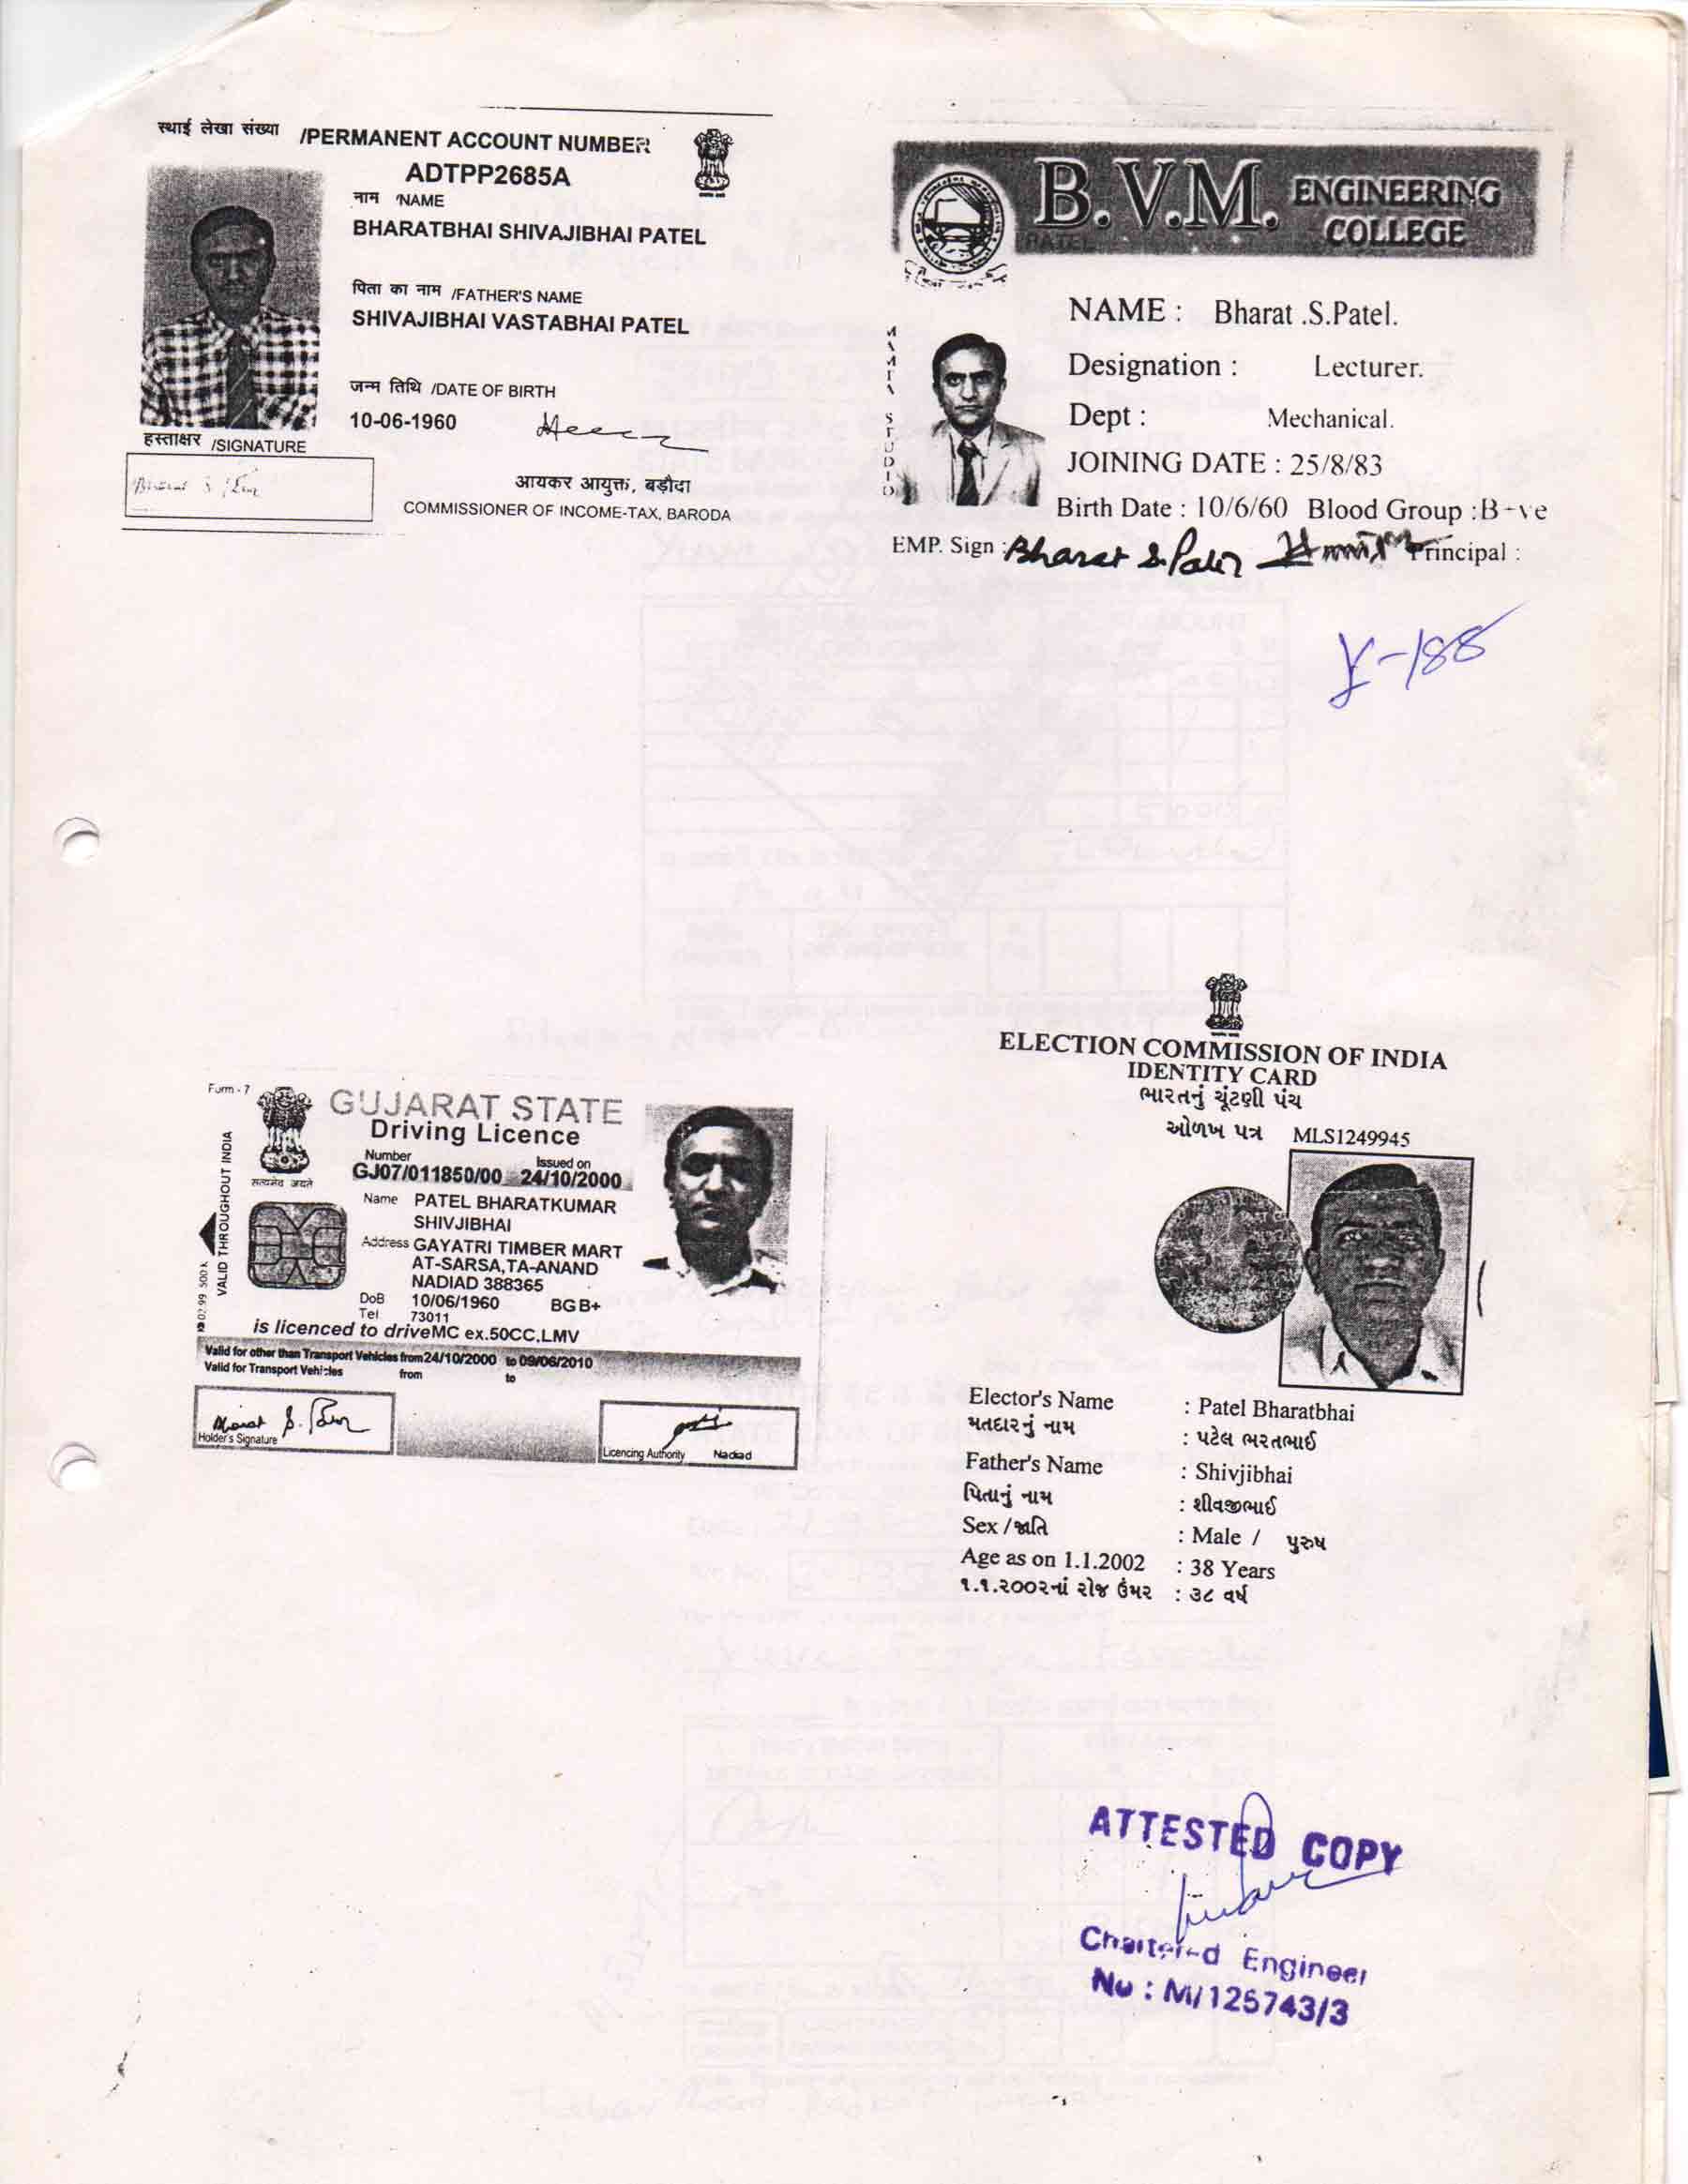 स्थाई लेखा संख्या /PERMANENT ACCOUNT NUMBER
ADTPP2685A
नाम /NAME
BHARATBHAI SHIVAJIBHAI PATEL
पिता का नाम /FATHER'S NAME
SHIVAJIBHAI VASTABHAI PATEL
जन्म तिथि /DATE OF BIRTH
10-06-1960
हस्ताक्षर /SIGNATURE
आयकर आयुक्त, बड़ौदा
COMMISSIONER OF INCOME-TAX, BARODA
B.V.M. ENGINEERING
COLLEGE
PATEL
NAME : Bharat .S.Patel.
Designation : Lecturer.
Dept : Mechanical.
JOINING DATE : 25/8/83
Birth Date : 10/6/60 Blood Group :B-ve
EMP. Sign : Bharat S. Patel Principal :
MAMTA STUDIO
Form - 7
GUJARAT STATE
Driving Licence
Number Issued on
GJ07/011850/00 24/10/2000
सत्यमेव जयते
Name PATEL BHARATKUMAR
SHIVJIBHAI
Address GAYATRI TIMBER MART
AT-SARSA,TA-ANAND
NADIAD 388365
DoB 10/06/1960 BG B+
Tel 73011
is licenced to drive MC ex.50CC,LMV
VALID THROUGHOUT INDIA
Valid for other than Transport Vehicles from 24/10/2000 to 09/06/2010
Valid for Transport Vehicles from to
Holder's Signature
Licencing Authority Nadiad
ELECTION COMMISSION OF INDIA
IDENTITY CARD
ભારતનું ચૂંટણી પંચ
ઓળખ પત્ર MLS1249945
Elector's Name : Patel Bharatbhai
મતદારનું નામ : પટેલ ભરતભાઈ
Father's Name : Shivjibhai
પિતાનું નામ : શીવજીભાઈ
Sex /જાતિ : Male / પુરુષ
Age as on 1.1.2002 : 38 Years
૧.૧.૨૦૦૨નાં રોજ ઉંમર : ૩૮ વર્ષ
ATTESTED COPY
Chartered Engineer
No : M/125743/3